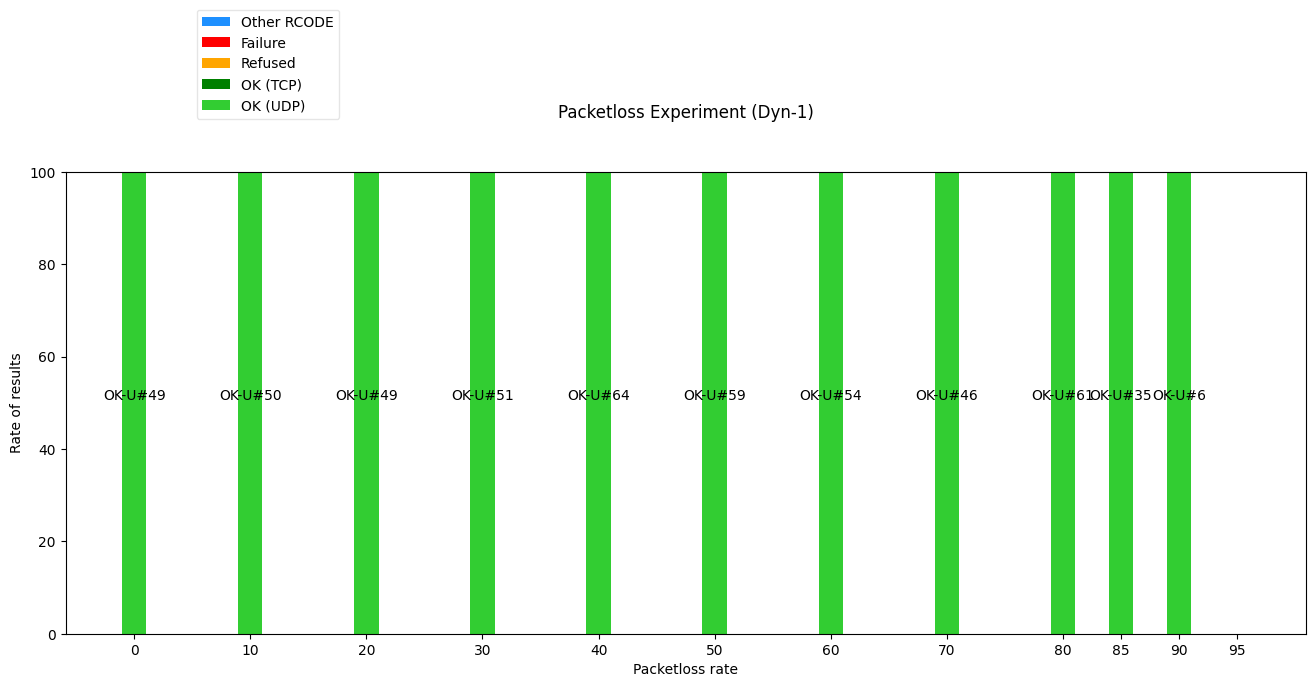 Other RCODE
Failure
Refused
OK (TCP)
OK (UDP)
Packetloss Experiment (Dyn-1)
100
80
60
40
20
0
Rate of results
OK-U#49 OK-U#50 OK-U#49 OK-U#51 OK-U#64 OK-U#59 OK-U#54 OK-U#46 OK-U#61 OK-U#35 OK-U#6
0 10 20 30 40 50 60 70 80 85 90 95
Packetloss rate